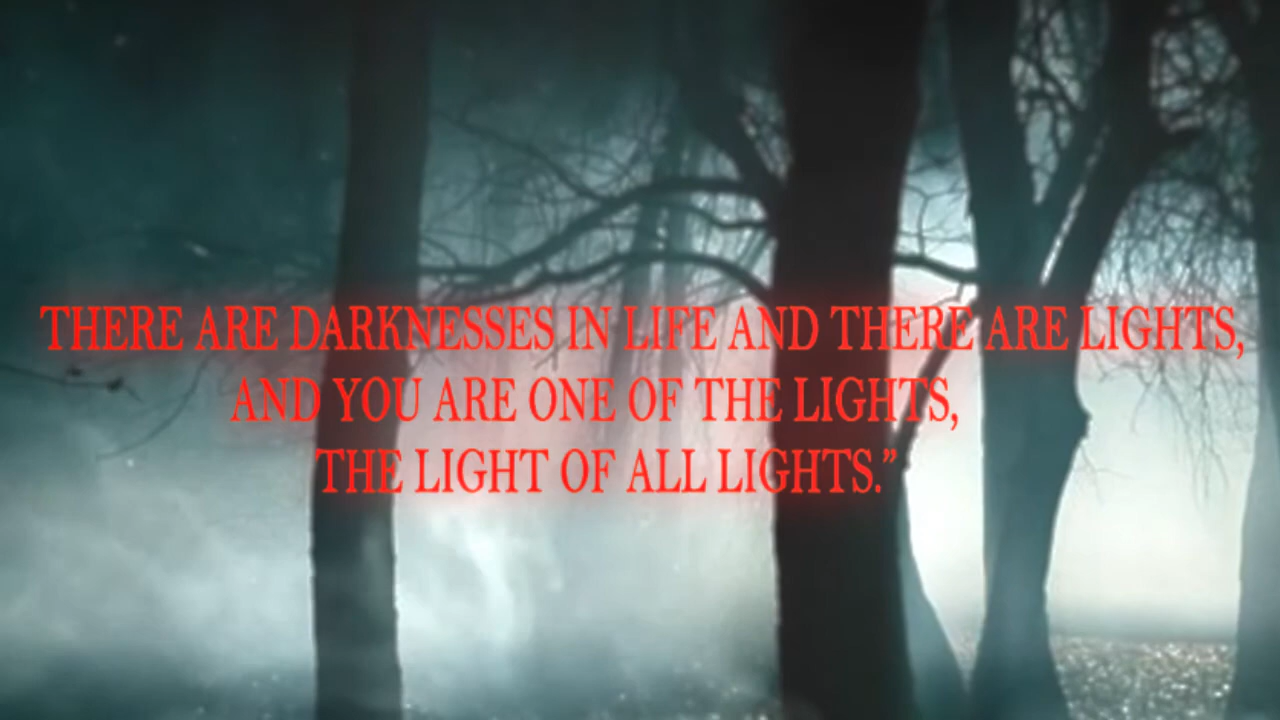 THERE ARE DARKNESSES IN LIFE AND THERE ARE LIGHTS,
AND YOU ARE ONE OF THE LIGHTS,
THE LIGHT OF ALL LIGHTS.”